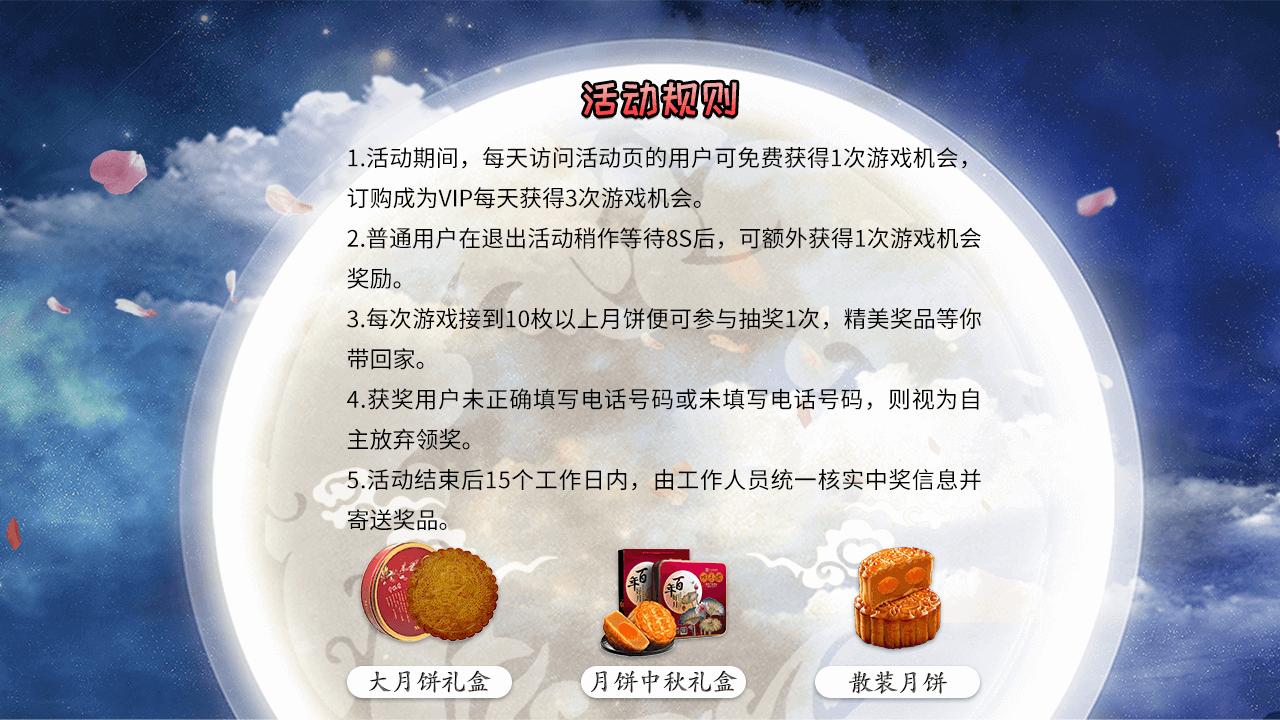 活动规则
1.活动期间，每天访问活动页的用户可免费获得1次游戏机会，
订购成为VIP每天获得3次游戏机会。
2.普通用户在退出活动稍作等待8S后，可额外获得1次游戏机会
奖励。
3.每次游戏接到10枚以上月饼便可参与抽奖1次，精美奖品等你
带回家。
4.获奖用户未正确填写电话号码或未填写电话号码，则视为自
主放弃领奖。
5.活动结束后15个工作日内，由工作人员统一核实中奖信息并
寄送奖品。
百年
百年
大月饼礼盒
月饼中秋礼盒
散装月饼